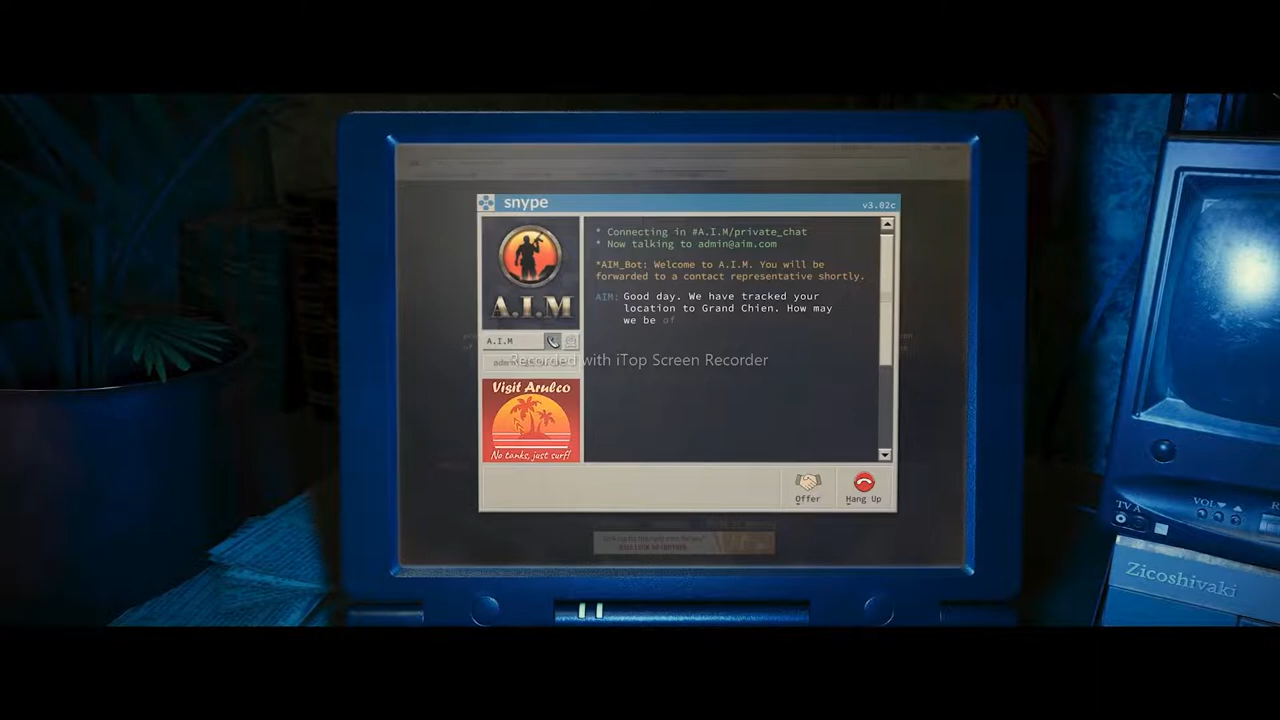 snype
v3.02c
* Connecting in #A.I.M/private_chat
* Now talking to admin@aim.com
*AIM_Bot: Welcome to A.I.M. You will be
forwarded to a contact representative shortly.
AIM: Good day. We have tracked your
location to Grand Chien. How may
we be of
A.I.M
A.I.M
Recorded with iTop Screen Recorder
Visit Arulco
No tanks, just surf!
Offer
Hang Up
TV A
VOL
Zicoshivaki